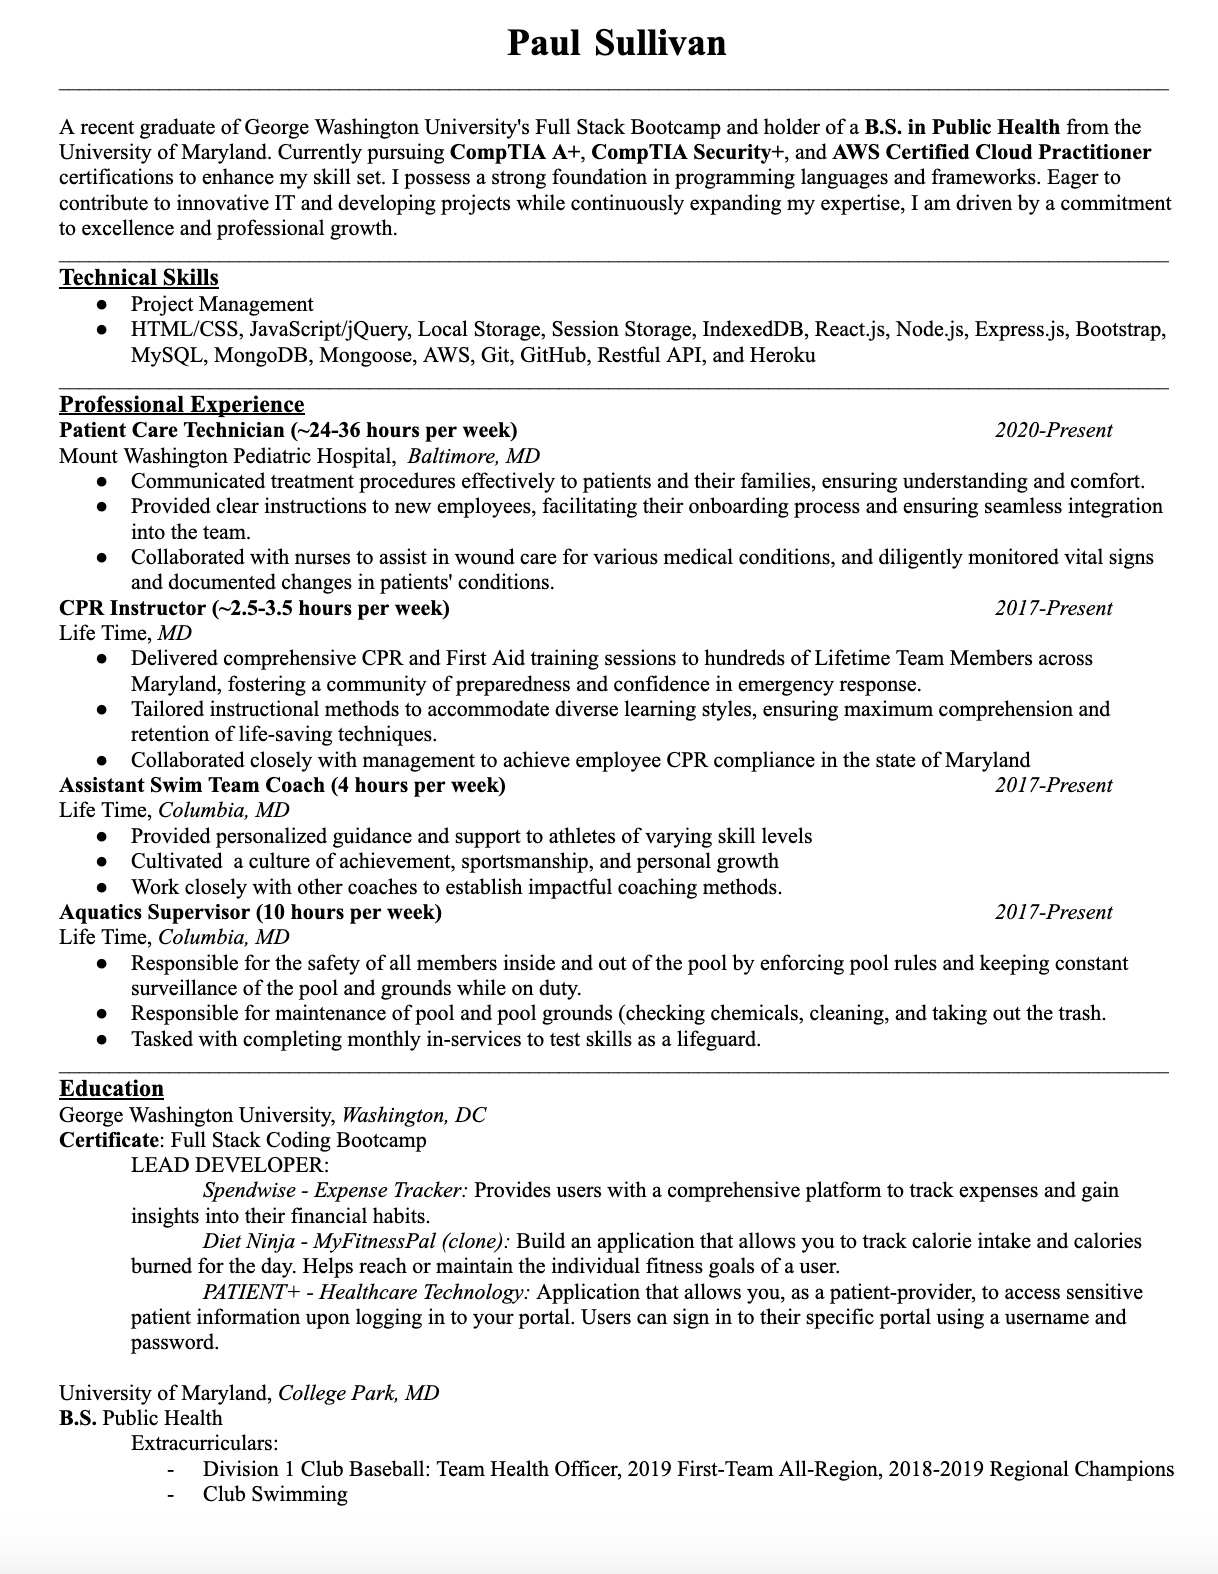 Paul Sullivan
A recent graduate of George Washington University's Full Stack Bootcamp and holder of a B.S. in Public Health from the
University of Maryland. Currently pursuing CompTIA A+, CompTIA Security+, and AWS Certified Cloud Practitioner
certifications to enhance my skill set. I possess a strong foundation in programming languages and frameworks. Eager to
contribute to innovative IT and developing projects while continuously expanding my expertise, I am driven by a commitment
to excellence and professional growth.
Technical Skills
● Project Management
● HTML/CSS, JavaScript/jQuery, Local Storage, Session Storage, IndexedDB, React.js, Node.js, Express.js, Bootstrap,
MySQL, MongoDB, Mongoose, AWS, Git, GitHub, Restful API, and Heroku
Professional Experience
Patient Care Technician (~24-36 hours per week) 2020-Present
Mount Washington Pediatric Hospital, Baltimore, MD
● Communicated treatment procedures effectively to patients and their families, ensuring understanding and comfort.
● Provided clear instructions to new employees, facilitating their onboarding process and ensuring seamless integration
into the team.
● Collaborated with nurses to assist in wound care for various medical conditions, and diligently monitored vital signs
and documented changes in patients' conditions.
CPR Instructor (~2.5-3.5 hours per week) 2017-Present
Life Time, MD
● Delivered comprehensive CPR and First Aid training sessions to hundreds of Lifetime Team Members across
Maryland, fostering a community of preparedness and confidence in emergency response.
● Tailored instructional methods to accommodate diverse learning styles, ensuring maximum comprehension and
retention of life-saving techniques.
● Collaborated closely with management to achieve employee CPR compliance in the state of Maryland
Assistant Swim Team Coach (4 hours per week) 2017-Present
Life Time, Columbia, MD
● Provided personalized guidance and support to athletes of varying skill levels
● Cultivated  a culture of achievement, sportsmanship, and personal growth
● Work closely with other coaches to establish impactful coaching methods.
Aquatics Supervisor (10 hours per week) 2017-Present
Life Time, Columbia, MD
● Responsible for the safety of all members inside and out of the pool by enforcing pool rules and keeping constant
surveillance of the pool and grounds while on duty.
● Responsible for maintenance of pool and pool grounds (checking chemicals, cleaning, and taking out the trash.
● Tasked with completing monthly in-services to test skills as a lifeguard.
Education
George Washington University, Washington, DC
Certificate: Full Stack Coding Bootcamp
LEAD DEVELOPER:
Spendwise - Expense Tracker: Provides users with a comprehensive platform to track expenses and gain
insights into their financial habits.
Diet Ninja - MyFitnessPal (clone): Build an application that allows you to track calorie intake and calories
burned for the day. Helps reach or maintain the individual fitness goals of a user.
PATIENT+ - Healthcare Technology: Application that allows you, as a patient-provider, to access sensitive
patient information upon logging in to your portal. Users can sign in to their specific portal using a username and
password.
University of Maryland, College Park, MD
B.S. Public Health
Extracurriculars:
- Division 1 Club Baseball: Team Health Officer, 2019 First-Team All-Region, 2018-2019 Regional Champions
- Club Swimming